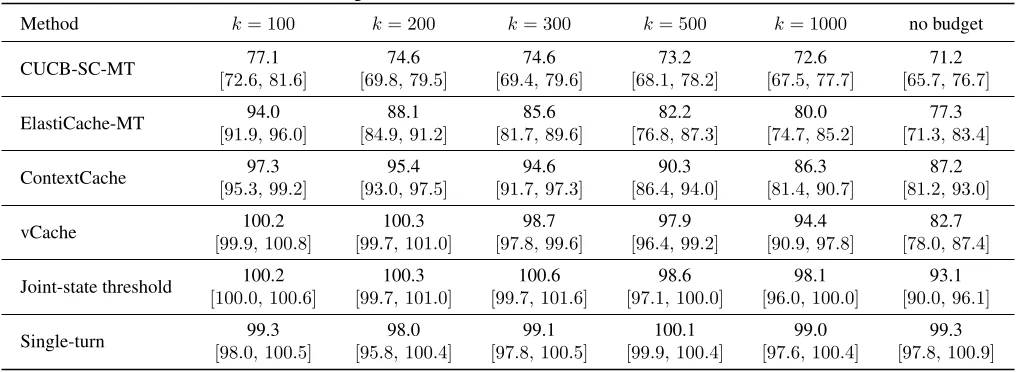 Method k = 100 k = 200 k = 300 k = 500 k = 1000 no budget
77.1 74.6 74.6 73.2 72.6 71.2
CUCB-SC-MT
[72.6, 81.6] [69.8, 79.5] [69.4, 79.6] [68.1, 78.2] [67.5, 77.7] [65.7, 76.7]
94.0 88.1 85.6 82.2 80.0 77.3
ElastiCache-MT
[91.9, 96.0] [84.9, 91.2] [81.7, 89.6] [76.8, 87.3] [74.7, 85.2] [71.3, 83.4]
97.3 95.4 94.6 90.3 86.3 87.2
ContextCache
[95.3, 99.2] [93.0, 97.5] [91.7, 97.3] [86.4, 94.0] [81.4, 90.7] [81.2, 93.0]
100.2 100.3 98.7 97.9 94.4 82.7
vCache
[99.9, 100.8] [99.7, 101.0] [97.8, 99.6] [96.4, 99.2] [90.9, 97.8] [78.0, 87.4]
100.2 100.3 100.6 98.6 98.1 93.1
Joint-state threshold
[100.0, 100.6] [99.7, 101.0] [99.7, 101.6] [97.1, 100.0] [96.0, 100.0] [90.0, 96.1]
99.3 98.0 99.1 100.1 99.0 99.3
Single-turn
[98.0, 100.5] [95.8, 100.4] [97.8, 100.5] [99.9, 100.4] [97.6, 100.4] [97.8, 100.9]